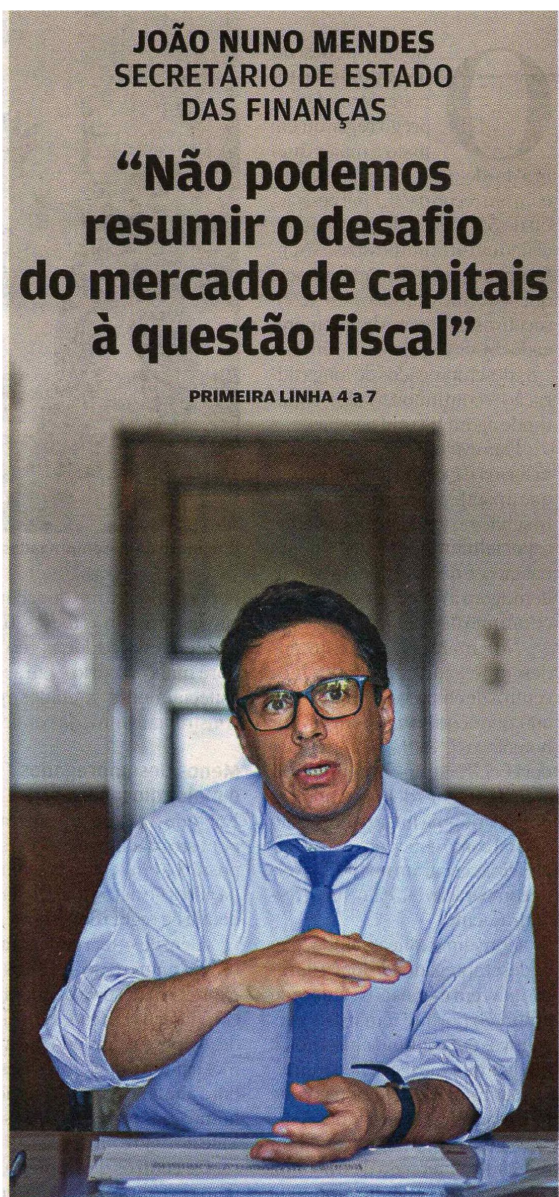 JOÃO NUNO MENDES
SECRETÁRIO DE ESTADO
DAS FINANÇAS
“Não podemos
resumir o desafio
do mercado de capitais
à questão fiscal”
PRIMEIRA LINHA 4 a 7